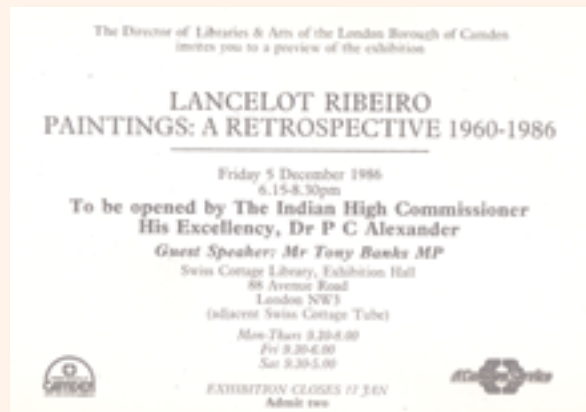 The Director of Libraries & Arts of the London Borough of Camden
invites you to a preview of the exhibition
LANCELOT RIBEIRO
PAINTINGS: A RETROSPECTIVE 1960-1986
Friday 5 December 1986
6.15-8.30pm
To be opened by The Indian High Commissioner
His Excellency, Dr P C Alexander
Guest Speaker: Mr Tony Banks MP
Swiss Cottage Library, Exhibition Hall
88 Avenue Road
London NW3
(adjacent Swiss Cottage Tube)
Mon-Thurs 9.30-8.00
Fri 9.30-6.00
Sat 9.30-5.00
EXHIBITION CLOSES 17 JAN
Admit two
CAMDEN
Service